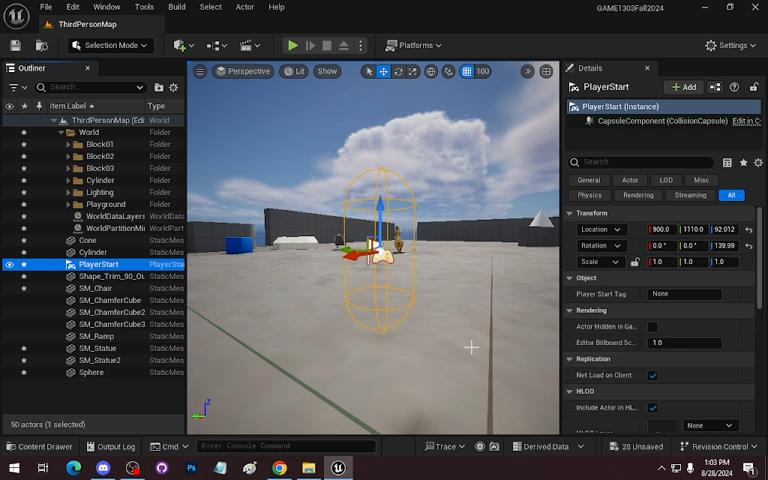 File Edit Window Tools Build Select Actor Help
GAME1303Fall2024
ThirdPersonMap
Selection Mode
Platforms
Settings
Outliner
Details
Perspective Lit Show
100
PlayerStart
Add
Search...
PlayerStart (Instance)
Item Label Type
CapsuleComponent (CollisionCapsule) Edit in C
ThirdPersonMap (Edi World
World Folder
Block01 Folder
Block02 Folder
Block03 Folder
Cylinder Folder
Lighting Folder
Playground Folder
WorldDataLayers WorldData
WorldPartitionMi WorldPart
Cone StaticMes
Cylinder StaticMes
PlayerStart PlayerStar
Shape_Trim_90_Ou StaticMes
SM_Chair StaticMes
SM_ChamferCube StaticMes
SM_ChamferCube2 StaticMes
SM_ChamferCube3 StaticMes
SM_Ramp StaticMes
SM_Statue StaticMes
SM_Statue2 StaticMes
Sphere StaticMes
50 actors (1 selected)
Search
General Actor LOD Misc
Physics Rendering Streaming All
Transform
Location 900.0 1110.0 92.012
Rotation 0.0° 0.0° 139.99
Scale 1.0 1.0 1.0
Object
Player Start Tag None
Rendering
Actor Hidden In Ga...
Editor Billboard Sc... 1.0
Replication
Net Load on Client
HLOD
Include Actor in HL...
None
Z
Content Drawer Output Log Cmd Enter Console Command Trace Derived Data 28 Unsaved Revision Control
1:03 PM
8/28/2024